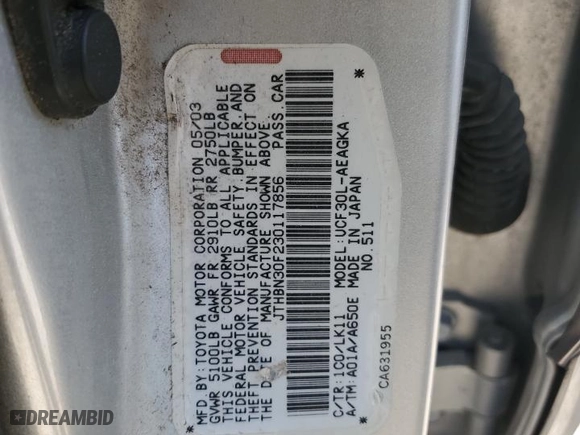 MFD.BY:TOYOTA MOTOR CORPORATION 05/03
GVWR 5100LB GAWR FR 2910LB RR 2750LB
THIS VEHICLE CONFORMS TO ALL APPLICABLE
FEDERAL MOTOR VEHICLE SAFETY, BUMPER, AND
THEFT PREVENTION STANDARDS IN EFFECT ON
THE DATE OF MANUFACTURE SHOWN ABOVE.
JTHBN30F230117856 PASS.CAR
* *
C/TR:1C0/LK11 MODEL:UCF30L-AEAGKA
A/TM:A01A/A650E MADE IN JAPAN
NO.511
CA631955
DREAMBID